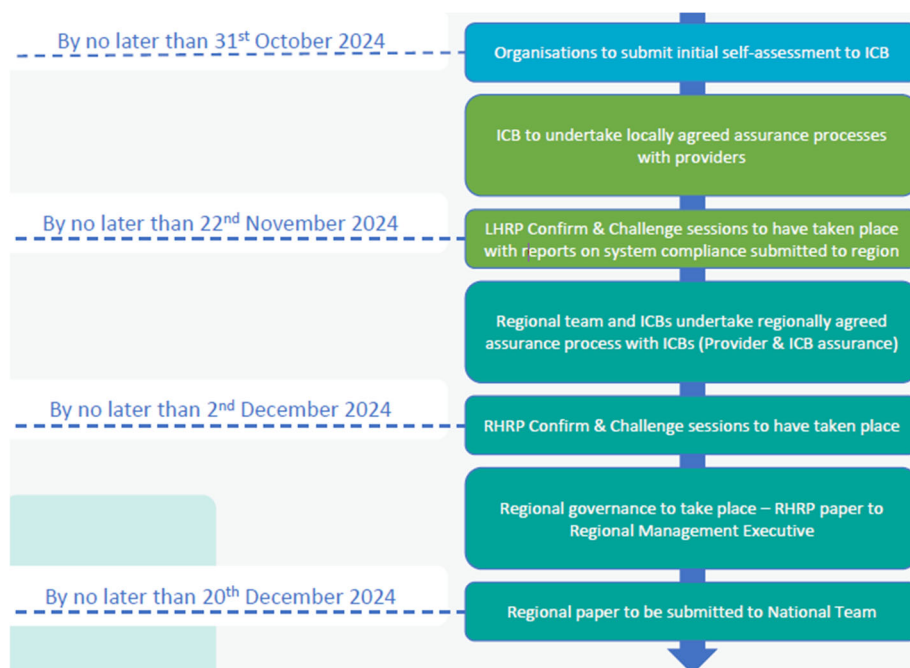 By no later than 31st October 2024
Organisations to submit initial self-assessment to ICB
ICB to undertake locally agreed assurance processes
with providers
By no later than 22nd November 2024
LHRP Confirm & Challenge sessions to have taken place
with reports on system compliance submitted to region
Regional team and ICBs undertake regionally agreed
assurance process with ICBs (Provider & ICB assurance)
By no later than 2nd December 2024
RHRP Confirm & Challenge sessions to have taken place
Regional governance to take place – RHRP paper to
Regional Management Executive
By no later than 20th December 2024
Regional paper to be submitted to National Team